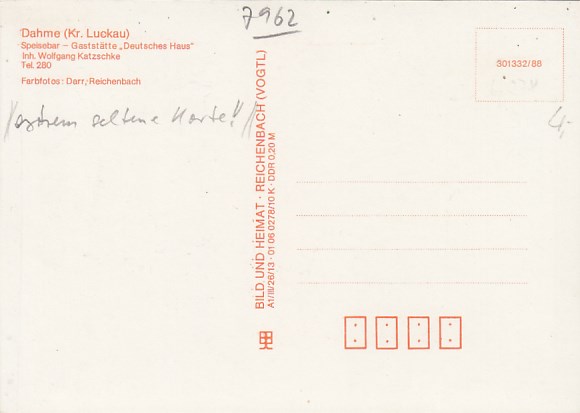 7962
Dahme (Kr. Luckau)
Speisebar – Gaststätte „Deutsches Haus"
Inh. Wolfgang Katzschke
Tel. 280
Farbfotos: Darr, Reichenbach
//extrem seltene Karte!!//
301332/88
4,-
BILD UND HEIMAT · REICHENBACH (VOGTL)
A1/III/26/13 · 01 06 0278/10 K · DDR 0,20 M